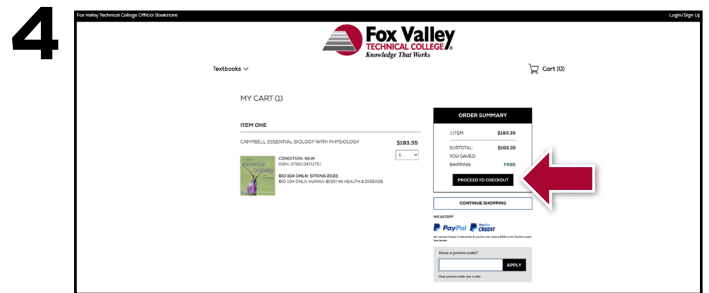 4
Fox Valley Technical College Official Bookstore
Login/Sign Up
Fox Valley
TECHNICAL COLLEGE
Knowledge That Works
Textbooks
Cart (0)
MY CART (1)
ITEM ONE
CAMPBELL ESSENTIAL BIOLOGY WITH PHYSIOLOGY
$193.35
1
CONDITION: NEW
ISBN: 9780134711751
BIO 104 ONLN SPRING 2022
BIO 104 ONLN: HUMAN BODY IN HEALTH & DISEASE
ORDER SUMMARY
1 ITEM $193.35
SUBTOTAL: $193.35
YOU SAVED:
SHIPPING: FREE
PROCEED TO CHECKOUT
CONTINUE SHOPPING
WE ACCEPT
PayPal
PayPal CREDIT
Have a promo code?
APPLY
One promo code per order